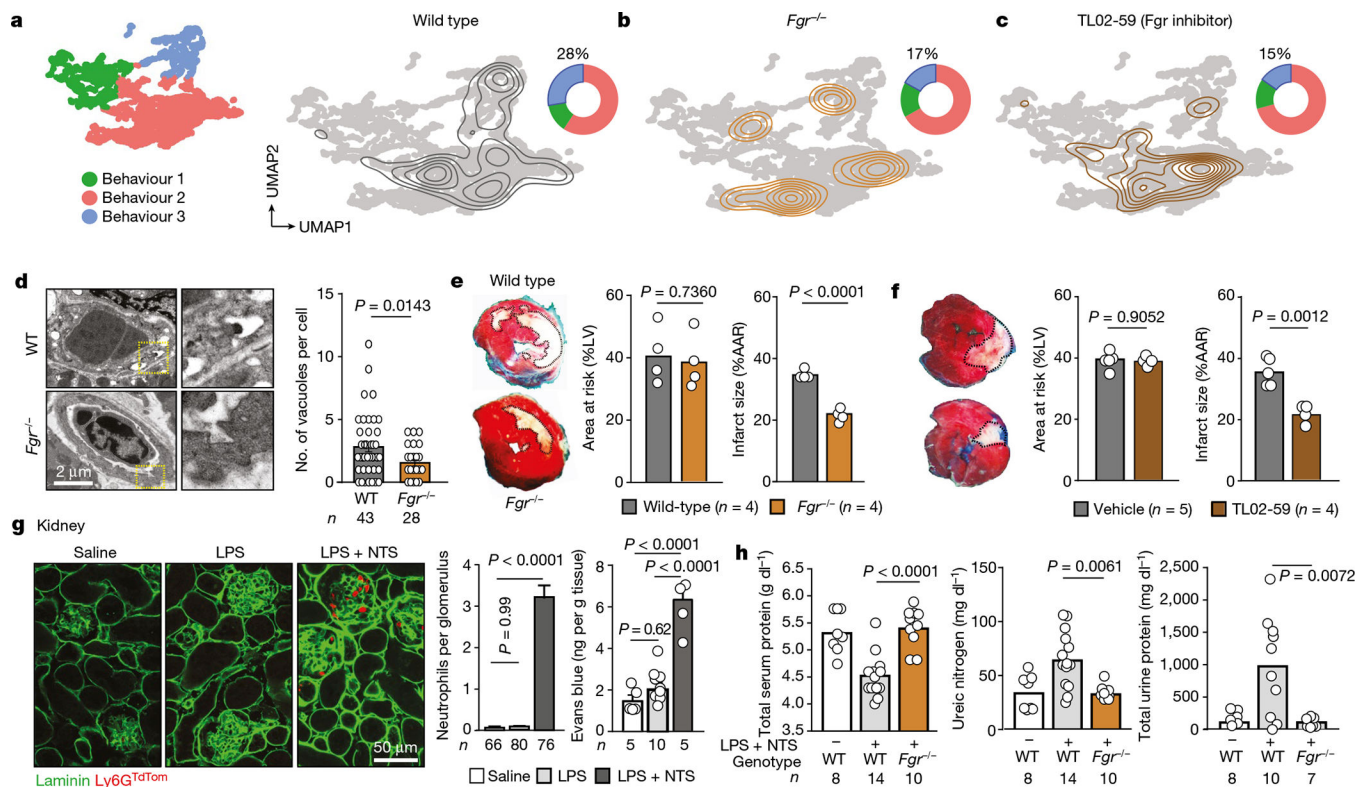 a
Wild type
28%
Behaviour 1
Behaviour 2
Behaviour 3
UMAP2
UMAP1
b
Fgr–/–
17%
c
TL02-59 (Fgr inhibitor)
15%
d
WT
Fgr–/–
2 μm
No. of vacuoles per cell
15
10
5
0
P = 0.0143
WT Fgr–/–
n 43 28
e
Wild type
Fgr–/–
Area at risk (%LV)
60
40
20
0
P = 0.7360
Infarct size (%AAR)
60
40
20
0
P < 0.0001
Wild-type (n = 4) Fgr–/– (n = 4)
f
Area at risk (%LV)
60
40
20
0
P = 0.9052
Infarct size (%AAR)
60
40
20
0
P = 0.0012
Vehicle (n = 5) TL02-59 (n = 4)
g Kidney
Saline LPS LPS + NTS
50 μm
Laminin Ly6GTdTom
Neutrophils per glomerulus
4
3
2
1
0
P < 0.0001
P = 0.99
n 66 80 76
Evans blue (ng per g tissue)
8
6
4
2
0
P < 0.0001
P < 0.0001
P = 0.62
5 10 5
Saline LPS LPS + NTS
h
Total serum protein (g dl–1)
7.0
6.0
5.0
4.0
3.0
P < 0.0001
LPS + NTS – + +
Genotype WT WT Fgr–/–
n 8 14 10
Ureic nitrogen (mg dl–1)
150
100
50
0
P = 0.0061
– + +
WT WT Fgr–/–
8 14 10
Total urine protein (mg dl–1)
2,500
2,000
1,500
1,000
500
0
P = 0.0072
– + +
WT WT Fgr–/–
8 10 7